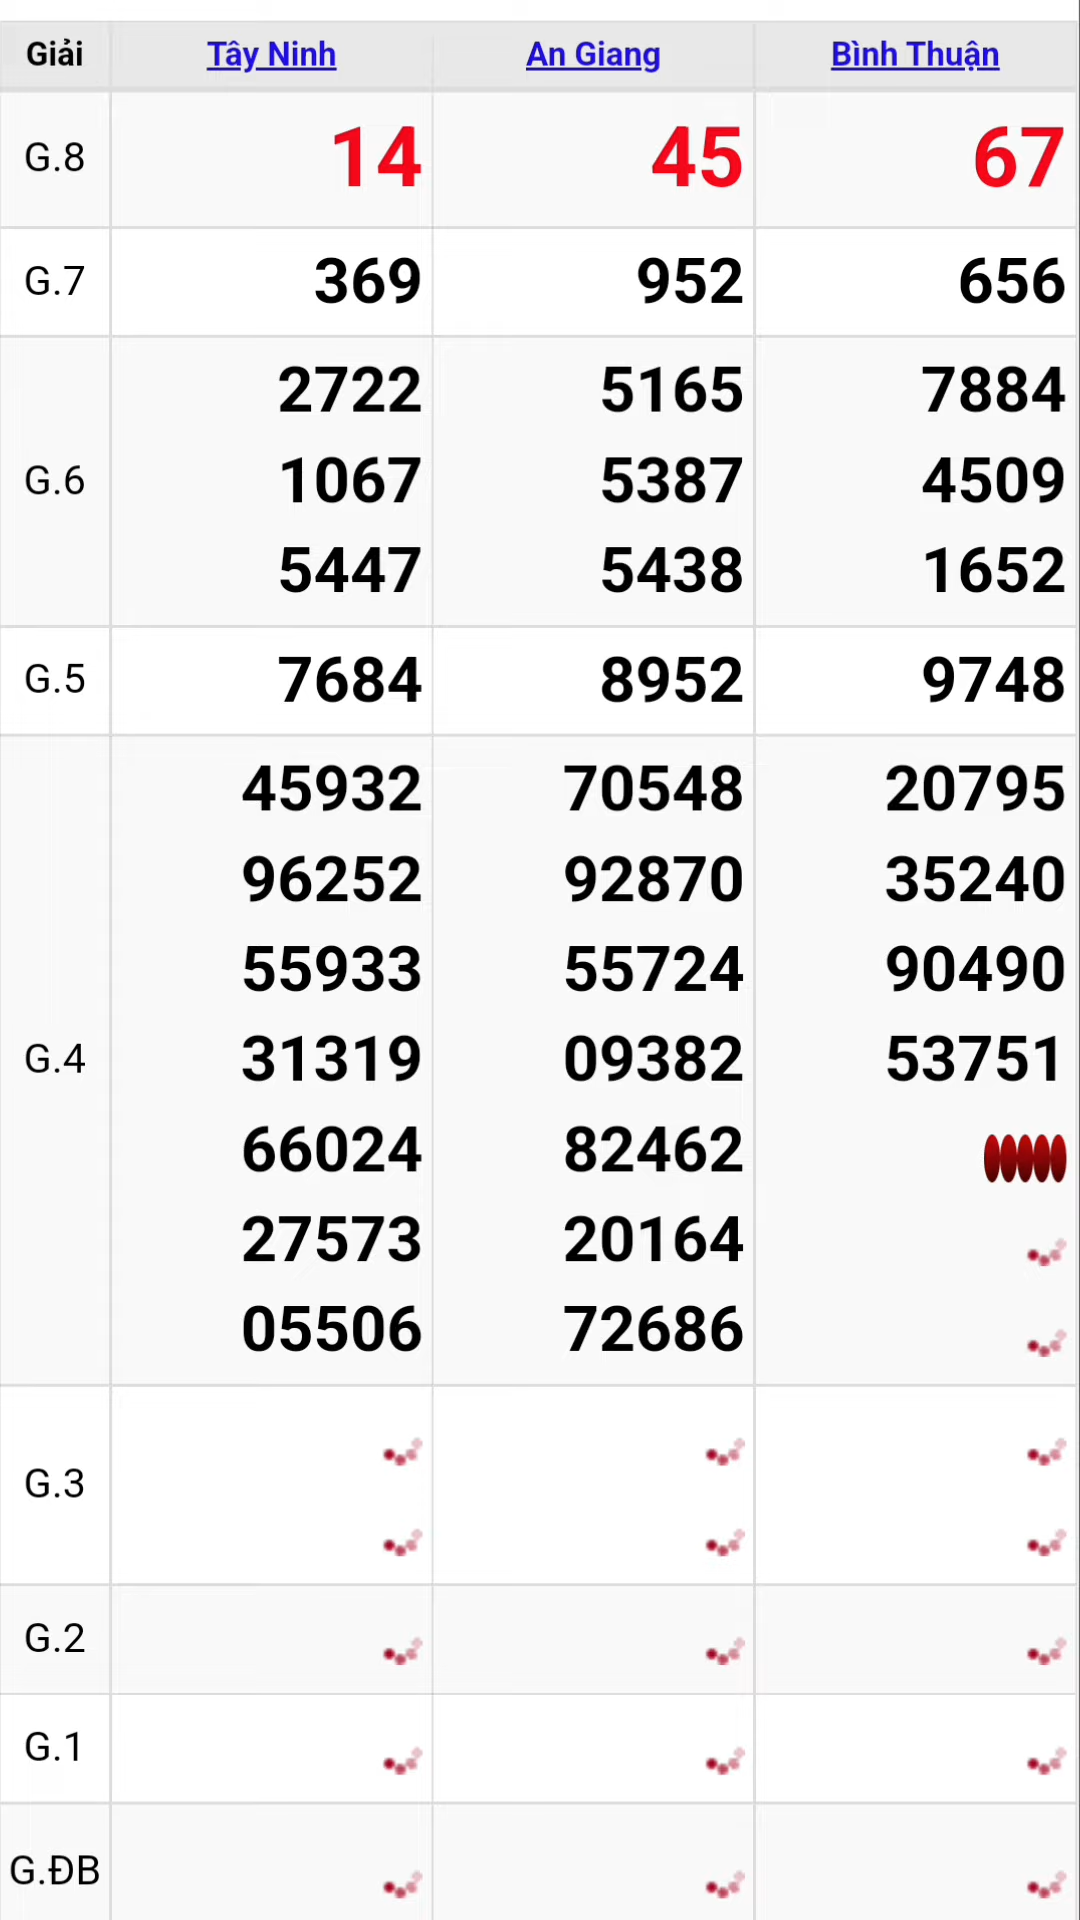 Giải Tây Ninh An Giang Bình Thuận
G.8 14 45 67
G.7 369 952 656
2722 5165 7884
G.6 1067 5387 4509
5447 5438 1652
G.5 7684 8952 9748
45932 70548 20795
96252 92870 35240
55933 55724 90490
G.4 31319 09382 53751
66024 82462
27573 20164
05506 72686
G.3
G.2
G.1
G.ĐB